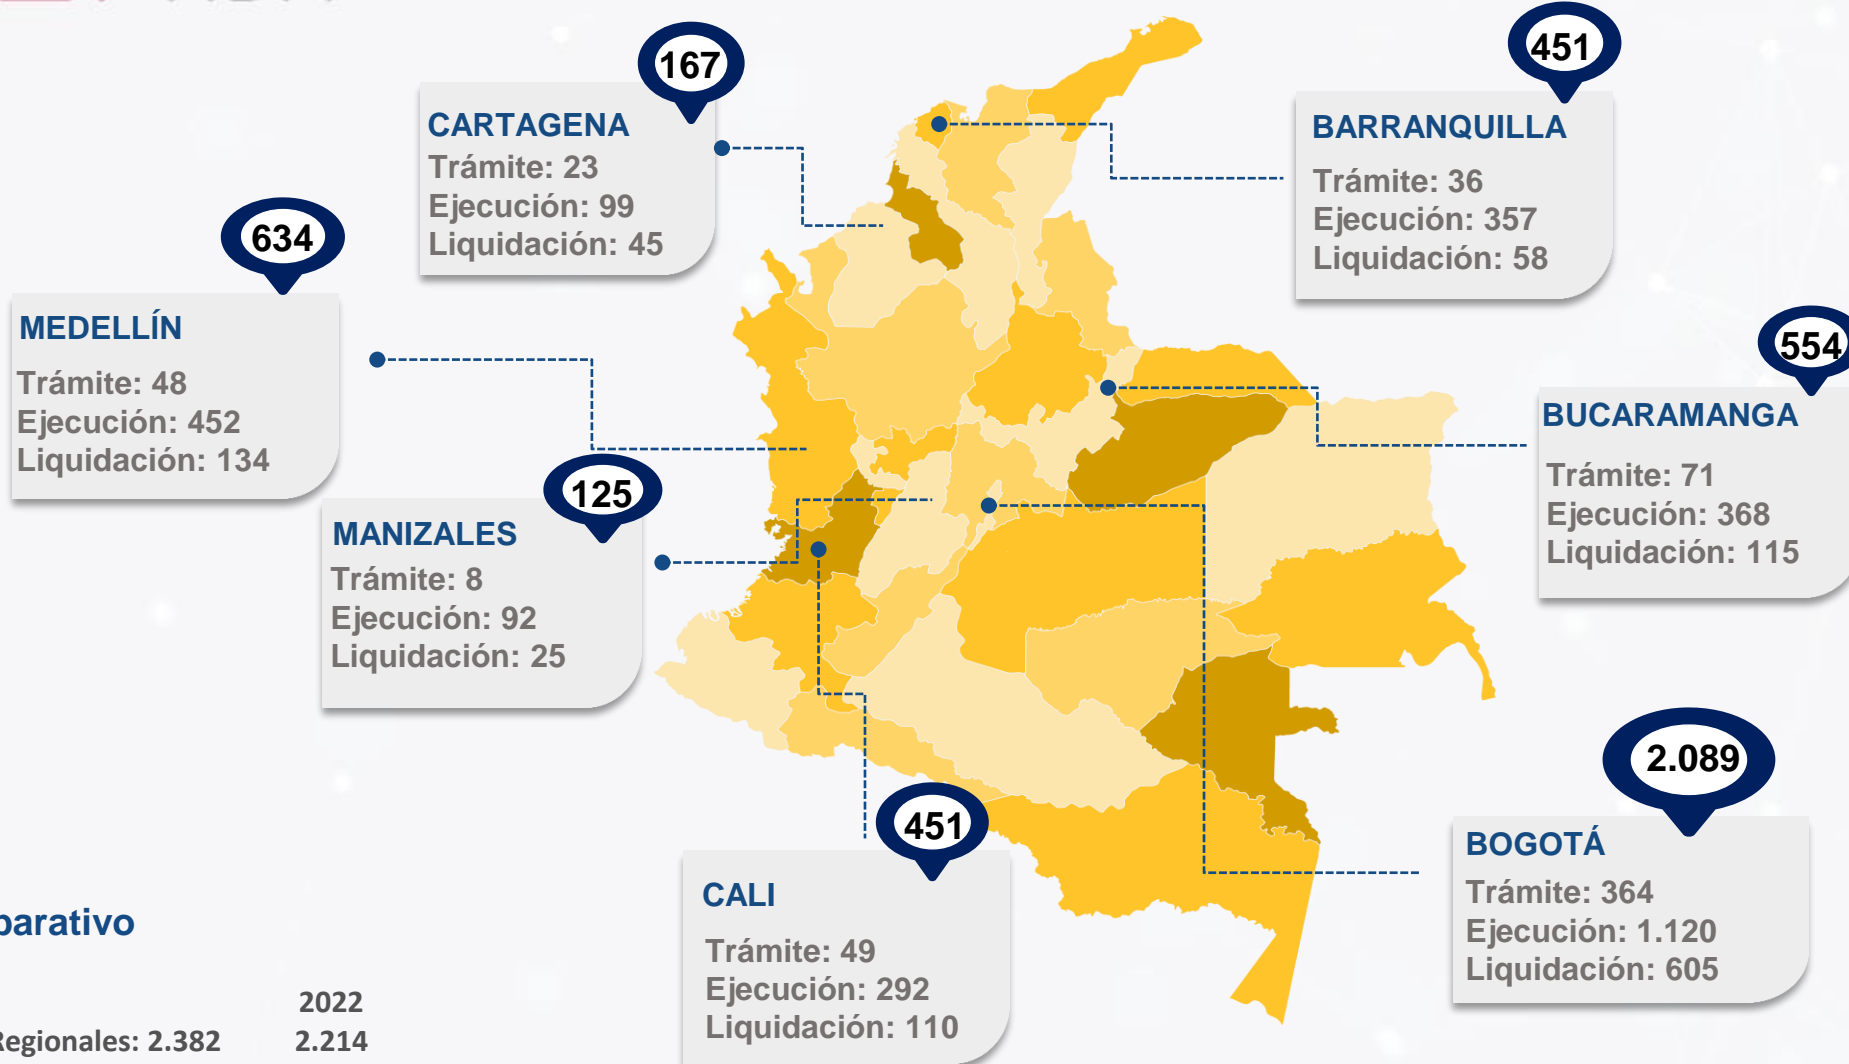 167
CARTAGENA
Trámite: 23
Ejecución: 99
Liquidación: 45
451
BARRANQUILLA
Trámite: 36
Ejecución: 357
Liquidación: 58
634
MEDELLÍN
Trámite: 48
Ejecución: 452
Liquidación: 134
554
BUCARAMANGA
Trámite: 71
Ejecución: 368
Liquidación: 115
125
MANIZALES
Trámite: 8
Ejecución: 92
Liquidación: 25
2.089
BOGOTÁ
Trámite: 364
Ejecución: 1.120
Liquidación: 605
451
CALI
Trámite: 49
Ejecución: 292
Liquidación: 110
parativo
2022
Regionales: 2.382 2.214